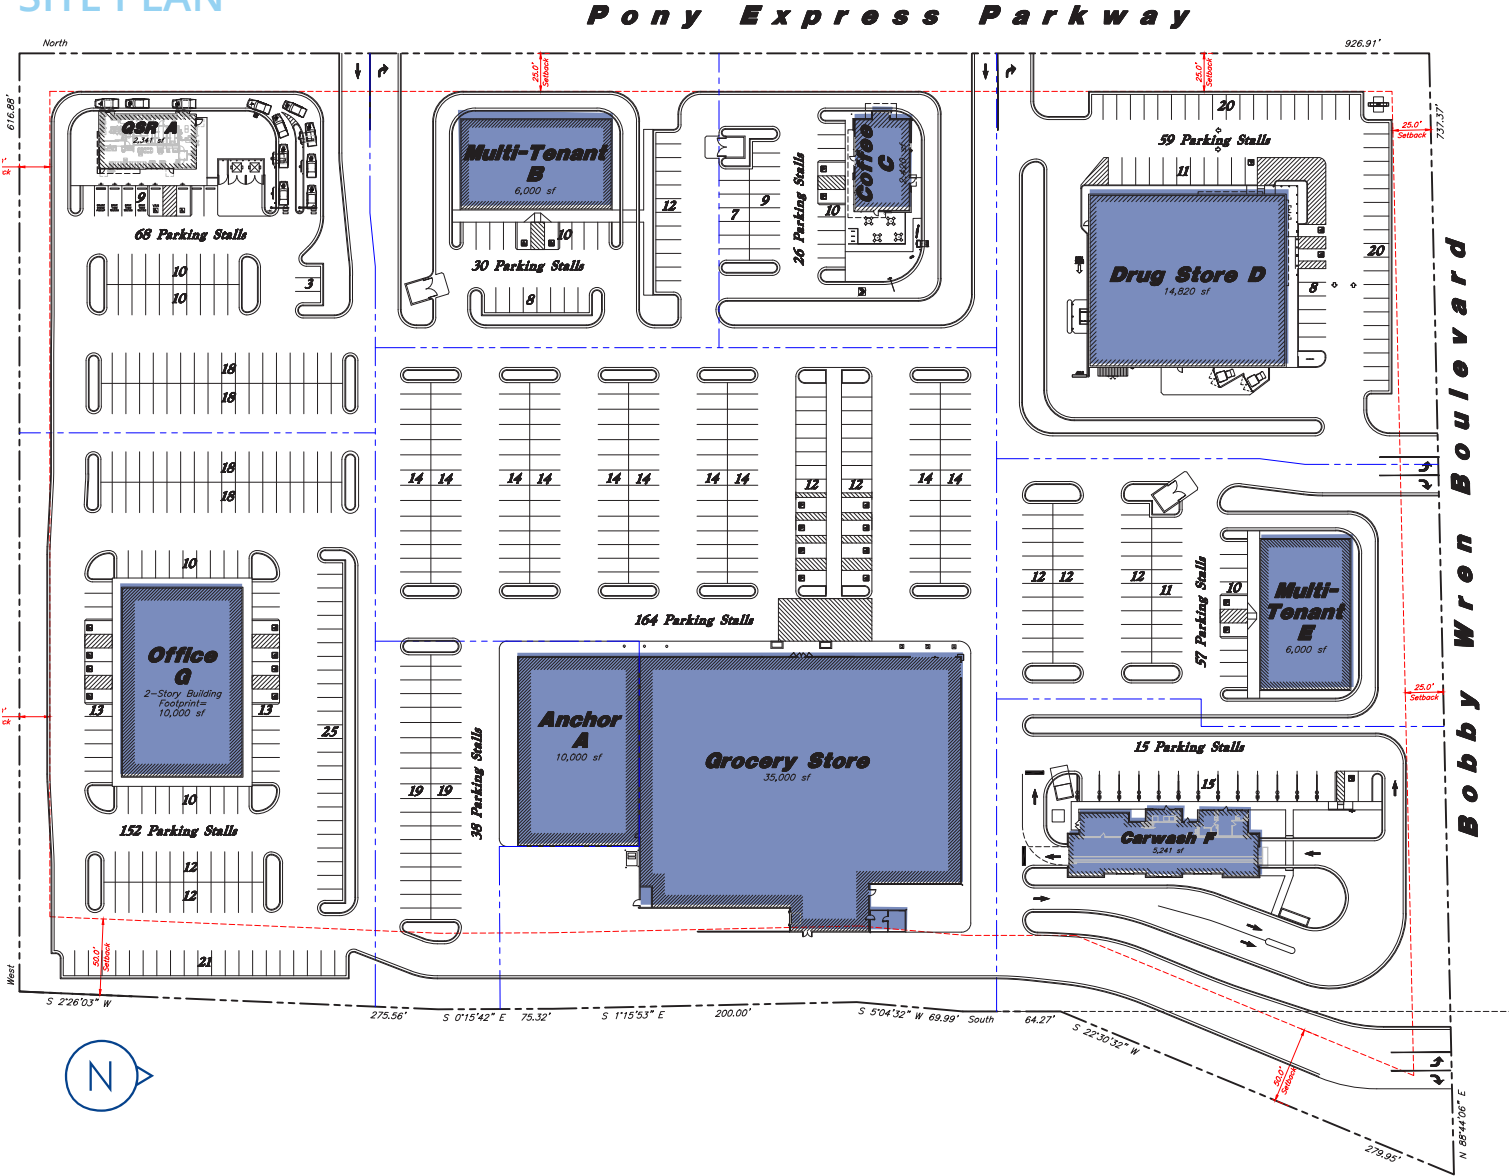 SITE PLAN
Pony Express Parkway
North
926.91'
616.88'
737.37'
25.0'
Setback
25.0'
Setback
25.0'
Setback
QSR A
2,341 sf
9
68 Parking Stalls
10
10
3
18
18
18
18
Multi-Tenant
B
6,000 sf
10
30 Parking Stalls
8
12
7
9
26 Parking Stalls
10
Coffee
C
20
59 Parking Stalls
11
20
8
Drug Store D
14,820 sf
Bobby Wren Boulevard
14 14
14 14
14 14
14 14
12 12
14 14
164 Parking Stalls
12 12
12
11
57 Parking Stalls
10
Multi-
Tenant
E
6,000 sf
25.0'
Setback
10
Office
G
2-Story Building
Footprint=
10,000 sf
13
13
25
10
152 Parking Stalls
12
12
21
50.0'
Setback
19 19
38 Parking Stalls
Anchor
A
10,000 sf
Grocery Store
35,000 sf
15 Parking Stalls
15
Carwash F
5,241 sf
West
S 2°26'03" W
275.56'
S 0°15'42" E
75.32'
S 1°15'53" E
200.00'
S 5°04'32" W
69.99'
South
64.27'
S 22°30'32" W
50.0'
Setback
279.95'
N 88°44'06" E
N